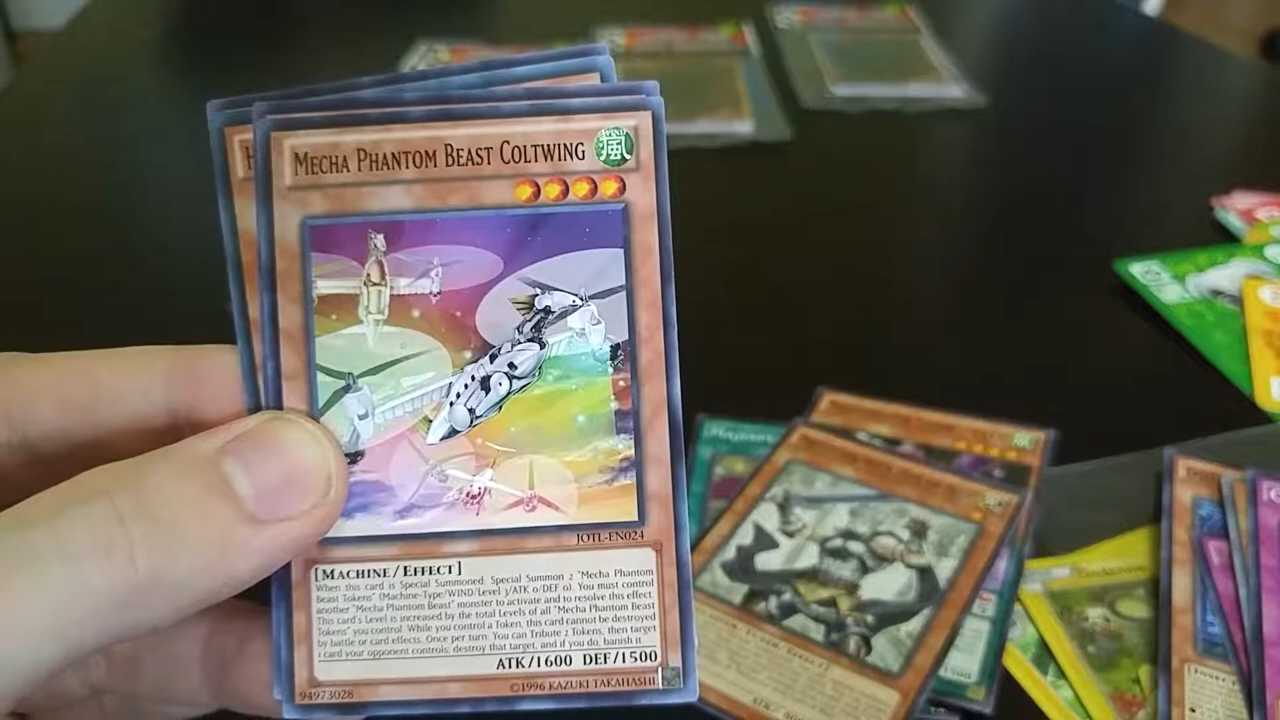 MECHA PHANTOM BEAST COLTWING
WIND
風
JOTL-EN024
[MACHINE/EFFECT]
When this card is Special Summoned: Special Summon 2 "Mecha Phantom
Beast Tokens" (Machine-Type/WIND/Level 3/ATK 0/DEF 0). You must control
another "Mecha Phantom Beast" monster to activate and to resolve this effect.
This card's Level is increased by the total Levels of all "Mecha Phantom Beast
Tokens" you control. While you control a Token, this card cannot be destroyed
by battle or card effects. Once per turn: You can Tribute 2 Tokens, then target
1 card your opponent controls; destroy that target, and if you do, banish it.
ATK/1600 DEF/1500
94973028
©1996 KAZUKI TAKAHASHI